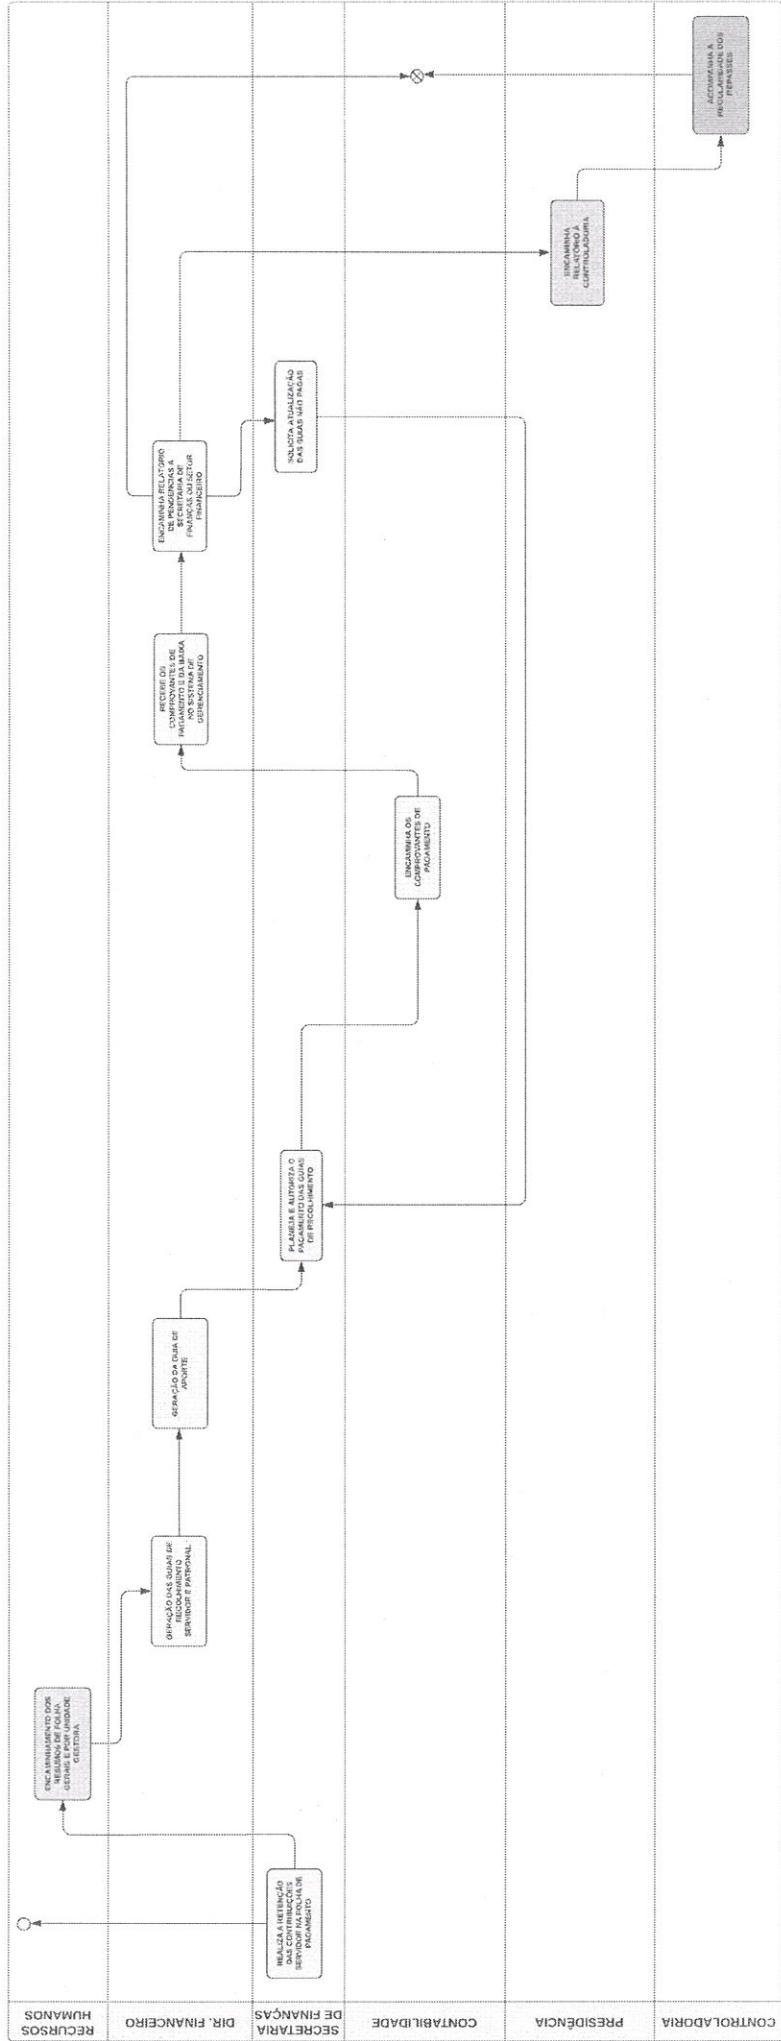 RECURSOS
HUMANOS
DIR. FINANCEIRO
SECRETARIA
DE FINANÇAS
CONTABILIDADE
PRESIDÊNCIA
CONTROLADORIA
REALIZA A RETENÇÃO
DAS CONTRIBUIÇÕES
SERVIDOR NA FOLHA DE
PAGAMENTO
ENCAMINHAMENTO DOS
RESUMOS DE FOLHA
GERAIS E POR UNIDADE
GESTORA
GERAÇÃO DAS GUIAS DE
RECOLHIMENTO
SERVIDOR E PATRONAL
GERAÇÃO DA GUIA DE
APORTE
PLANEJA E AUTORIZA O
PAGAMENTO DAS GUIAS
DE RECOLHIMENTO
ENCAMINHA OS
COMPROVANTES DE
PAGAMENTO
RECEBE OS
COMPROVANTES DE
PAGAMENTO E DA BAIXA
NO SISTEMA DE
GERENCIAMENTO
ENCAMINHA RELATÓRIO
DE PENDENCIAS A
SECRETARIA DE
FINANÇAS OU SETOR
FINANCEIRO
SOLICITA ATUALIZAÇÃO
DAS GUIAS NÃO PAGAS
ENCAMINHA
RELATÓRIO À
CONTROLADORIA
ACOMPANHA A
REGULARIDADE DOS
REPASSES